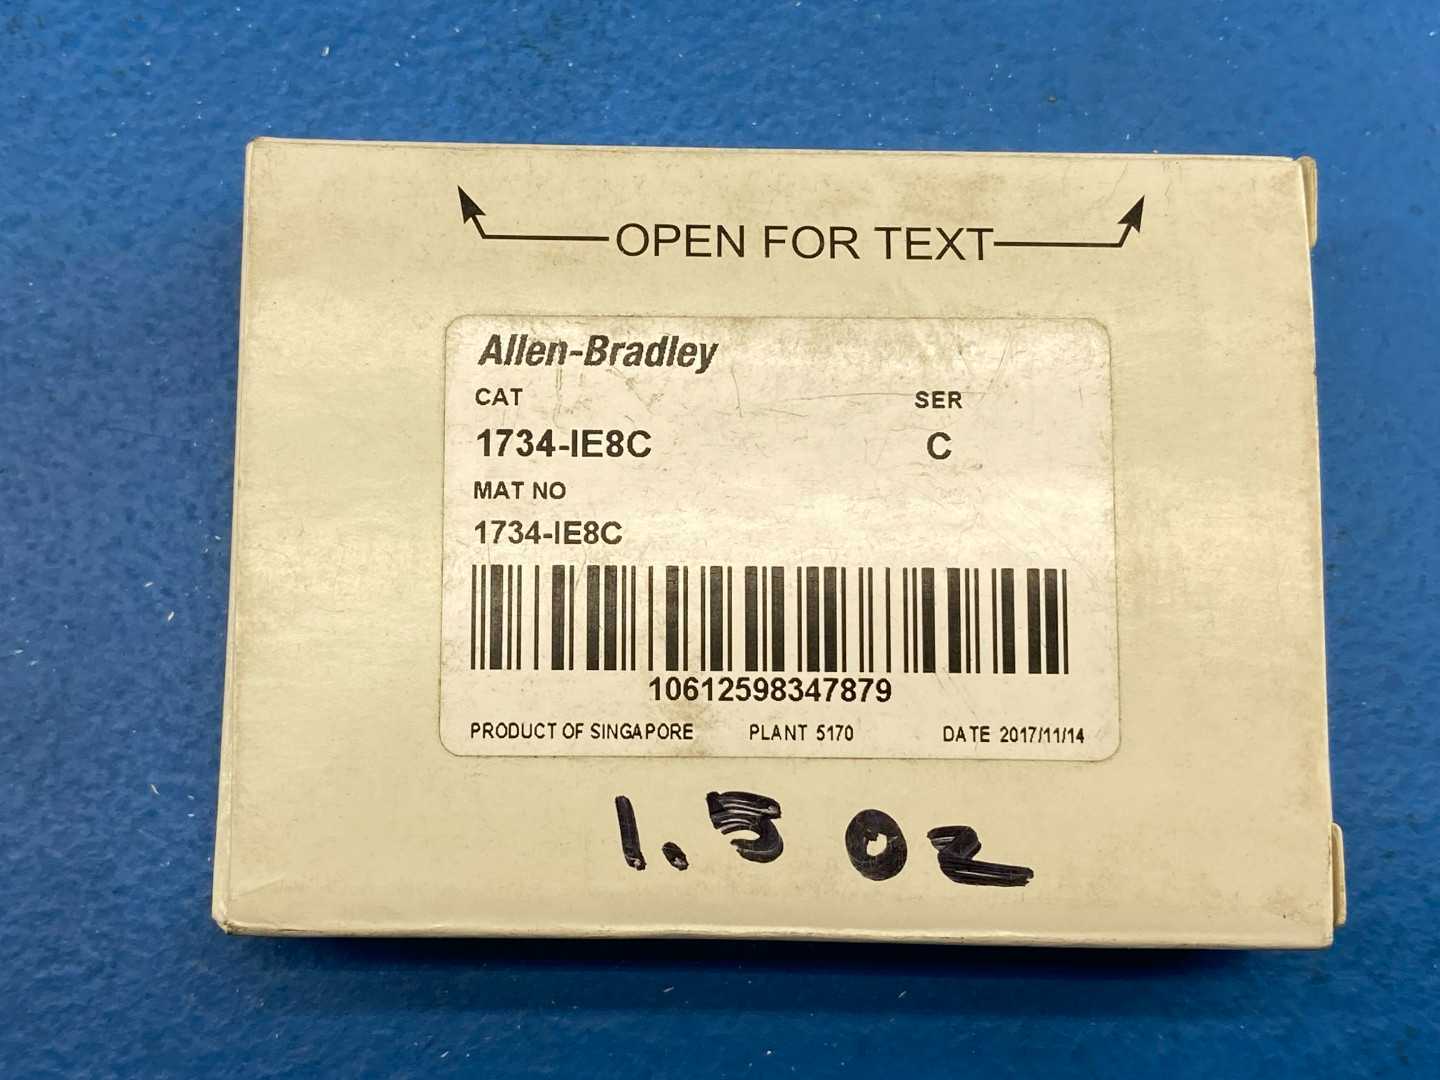 OPEN FOR TEXT
Allen-Bradley
CAT SER
1734-IE8C C
MAT NO
1734-IE8C
10612598347879
PRODUCT OF SINGAPORE PLANT 5170 DATE 2017/11/14
1.5 oz